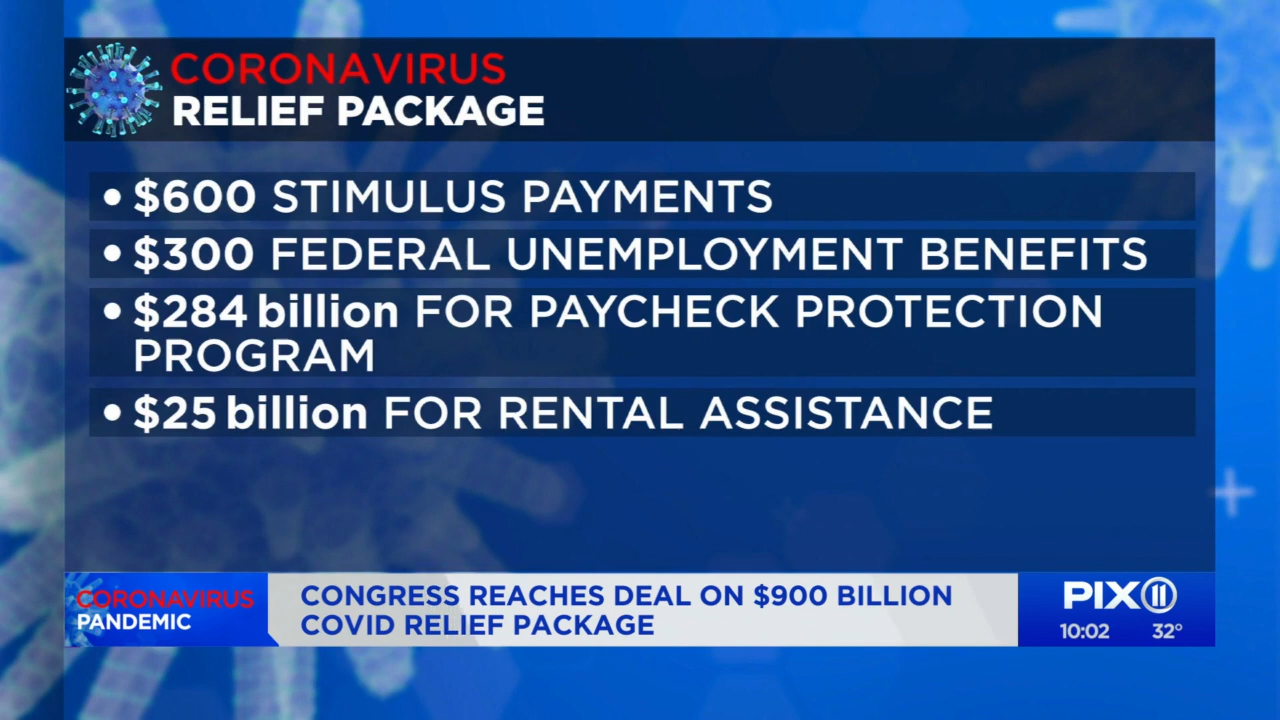 CORONAVIRUS
RELIEF PACKAGE
• $600 STIMULUS PAYMENTS
• $300 FEDERAL UNEMPLOYMENT BENEFITS
• $284 billion FOR PAYCHECK PROTECTION
PROGRAM
• $25 billion FOR RENTAL ASSISTANCE
CORONAVIRUS
PANDEMIC
CONGRESS REACHES DEAL ON $900 BILLION
COVID RELIEF PACKAGE
PIX11
10:02 32°